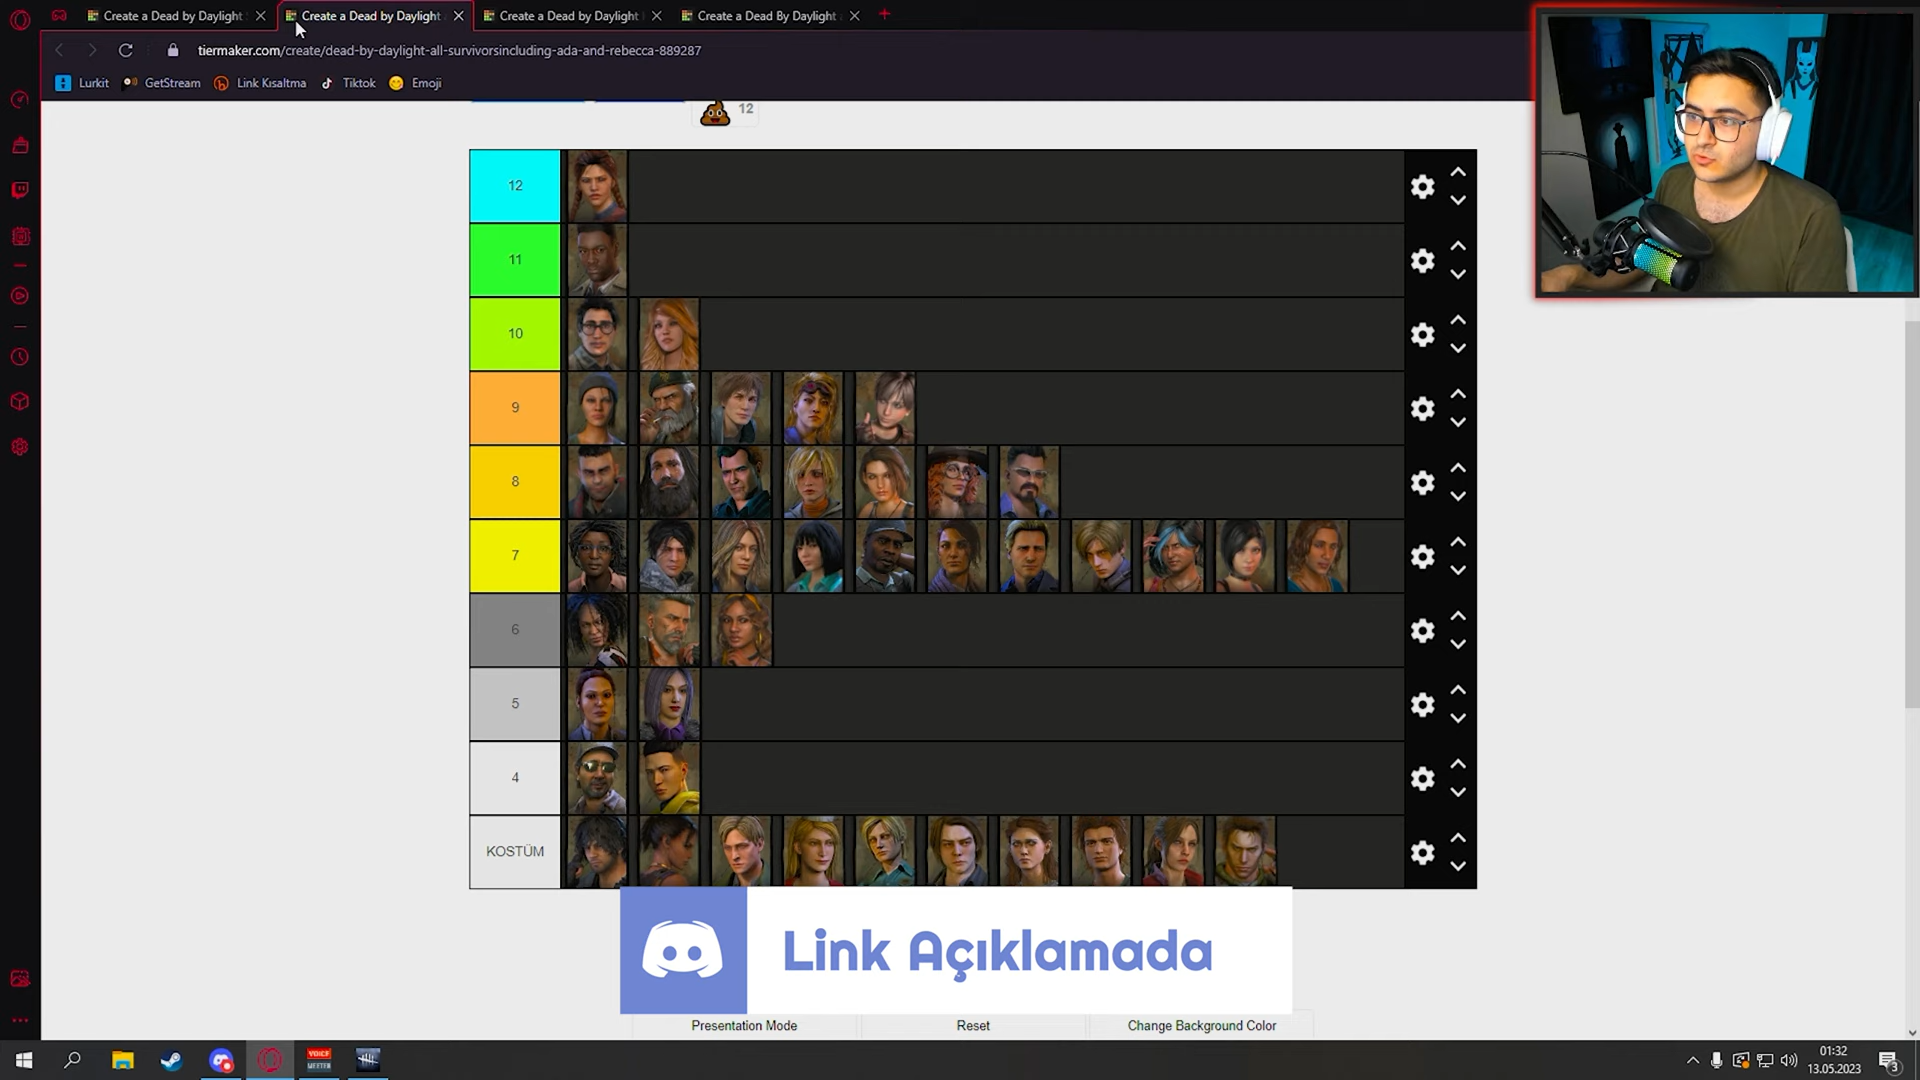 Create a Dead by Daylight
Create a Dead by Daylight
Create a Dead by Daylight
Create a Dead By Daylight
tiermaker.com/create/dead-by-daylight-all-survivorsincluding-ada-and-rebecca-889287
Lurkit
GetStream
Link Kısaltma
Tiktok
Emoji
12
12
11
10
9
8
7
6
5
4
KOSTÜM
Link Açıklamada
Presentation Mode
Reset
Change Background Color
VOICE
MEETER
01:32
13.05.2023
3